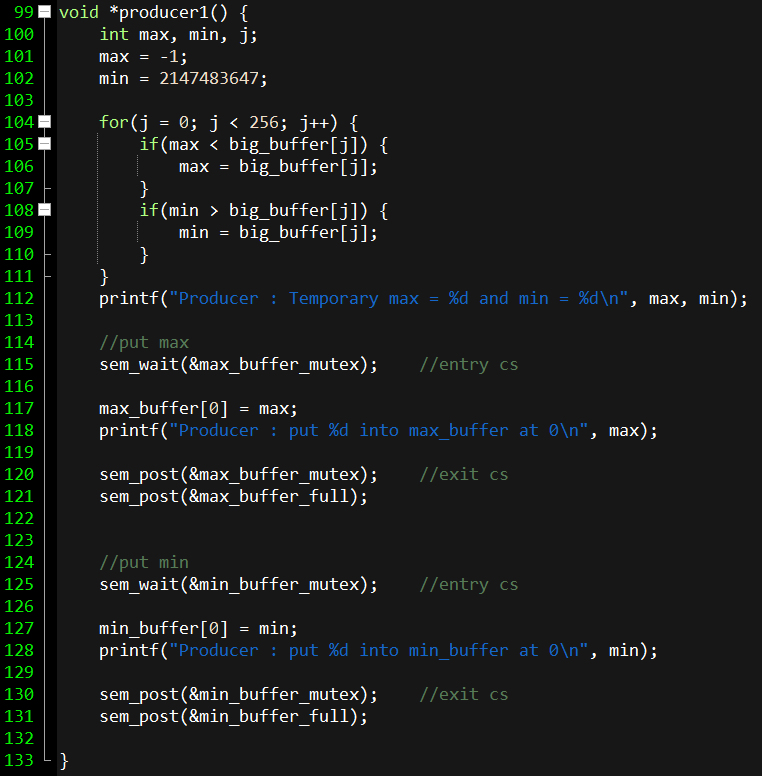 99 void *producer1() {
100     int max, min, j;
101     max = -1;
102     min = 2147483647;
103
104     for(j = 0; j < 256; j++) {
105         if(max < big_buffer[j]) {
106             max = big_buffer[j];
107         }
108         if(min > big_buffer[j]) {
109             min = big_buffer[j];
110         }
111     }
112     printf("Producer : Temporary max = %d and min = %d\n", max, min);
113
114     //put max
115     sem_wait(&max_buffer_mutex);    //entry cs
116
117     max_buffer[0] = max;
118     printf("Producer : put %d into max_buffer at 0\n", max);
119
120     sem_post(&max_buffer_mutex);    //exit cs
121     sem_post(&max_buffer_full);
122
123
124     //put min
125     sem_wait(&min_buffer_mutex);    //entry cs
126
127     min_buffer[0] = min;
128     printf("Producer : put %d into min_buffer at 0\n", min);
129
130     sem_post(&min_buffer_mutex);    //exit cs
131     sem_post(&min_buffer_full);
132
133 }